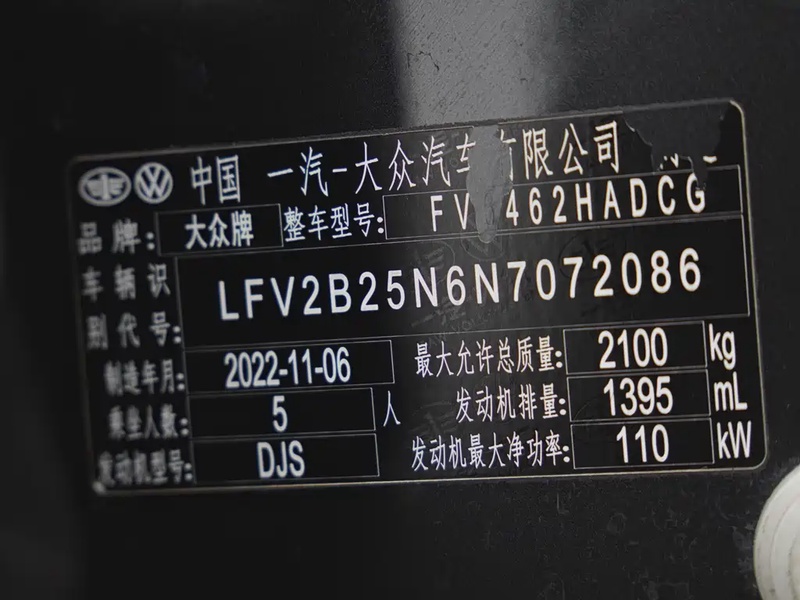 中国 一汽-大众汽车有限公司
品牌: 大众牌 整车型号: FV 462HADCG
车辆识别代号: LFV2B25N6N7072086
制造年月: 2022-11-06 最大允许总质量: 2100 kg
乘坐人数: 5 人 发动机排量: 1395 mL
发动机型号: DJS 发动机最大净功率: 110 kW